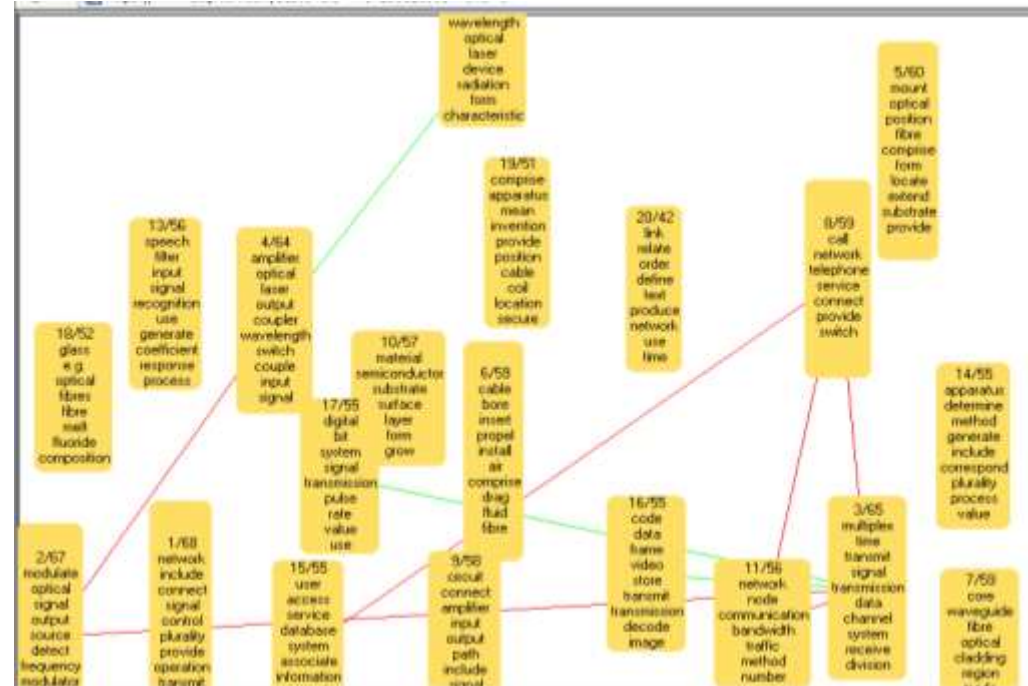 wavelength
optical
laser
device
radiation
form
characteristic
5/60
mount
optical
position
fibre
comprise
form
locate
extend
substrate
provide
19/51
comprise
apparatus
mean
invention
provide
position
cable
coil
location
secure
8/59
call
network
telephone
service
connect
provide
switch
20/42
link
relate
order
define
text
produce
network
use
time
13/56
speech
filter
input
signal
recognition
use
generate
coefficient
response
process
4/64
amplifier
optical
laser
output
coupler
wavelength
switch
couple
input
signal
18/52
glass
e.g.
optical
fibres
fibre
melt
fluoride
composition
10/57
material
semiconductor
substrate
surface
layer
form
grow
6/59
cable
bore
insert
propel
install
air
comprise
drag
fluid
fibre
14/55
apparatus
determine
method
generate
include
correspond
plurality
process
value
17/55
digital
bit
system
signal
transmission
pulse
rate
value
use
16/55
code
data
frame
video
store
transmit
transmission
decode
image
3/65
multiplex
time
transmit
signal
transmission
data
channel
system
receive
division
2/67
modulate
optical
signal
output
source
detect
frequency
modulator
1/68
network
include
connect
signal
control
plurality
provide
operation
transmit
15/55
user
access
service
database
system
associate
information
9/58
circuit
connect
amplifier
input
output
path
include
signal
11/56
network
node
communication
bandwidth
traffic
method
number
7/59
core
waveguide
fibre
optical
cladding
region